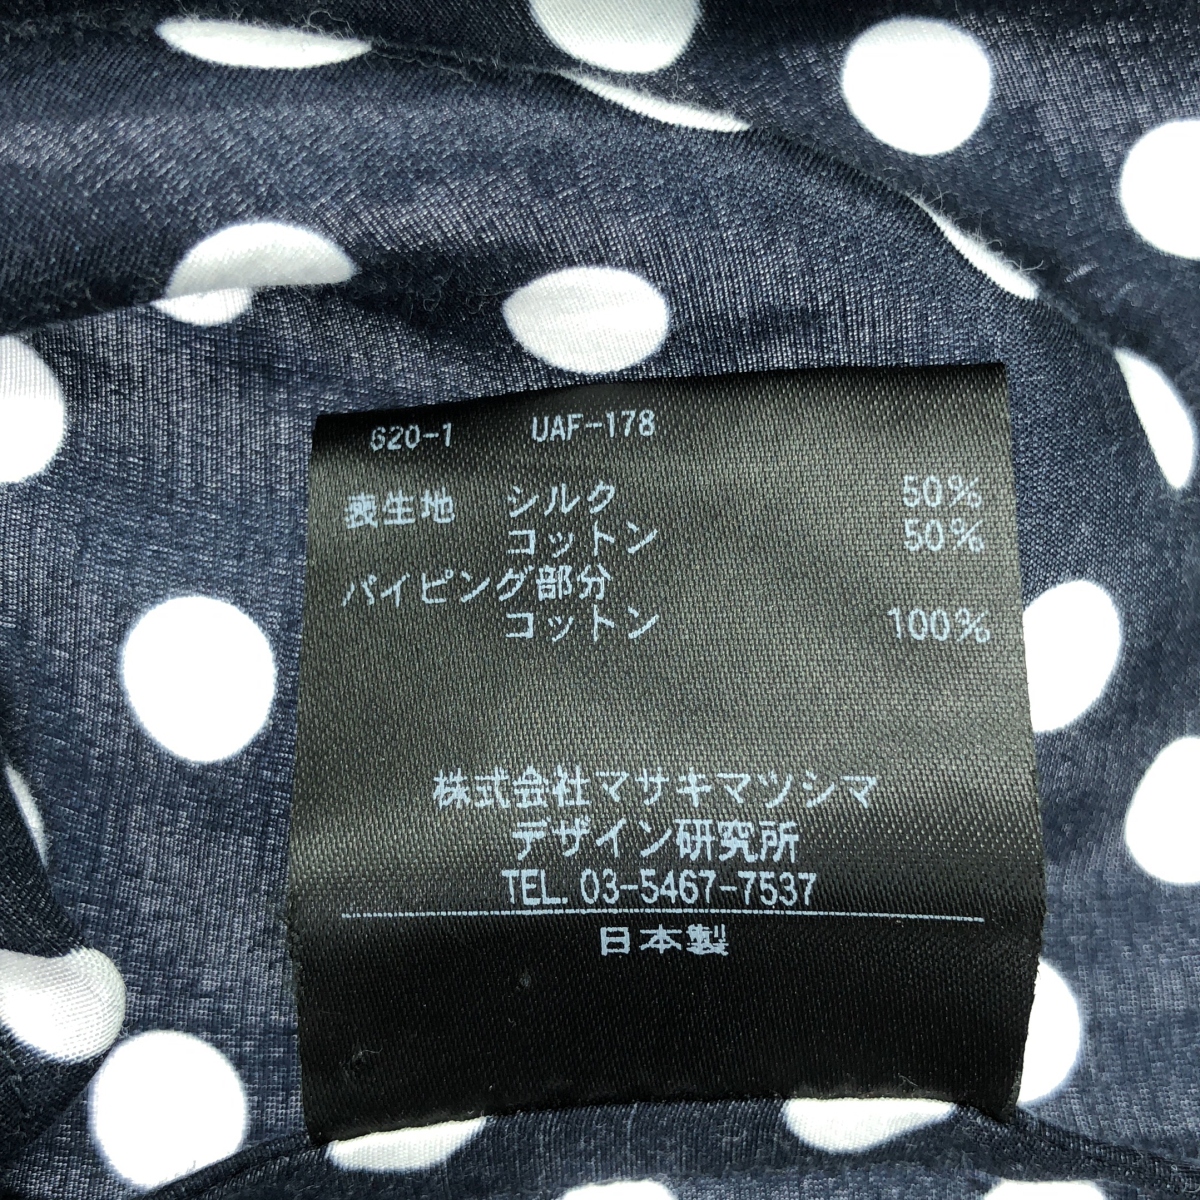 620-1 UAF-178
表生地 シルク 50%
コットン 50%
パイピング部分
コットン 100%
株式会社マサキマツシマ
デザイン研究所
TEL. 03-5467-7537
日本製